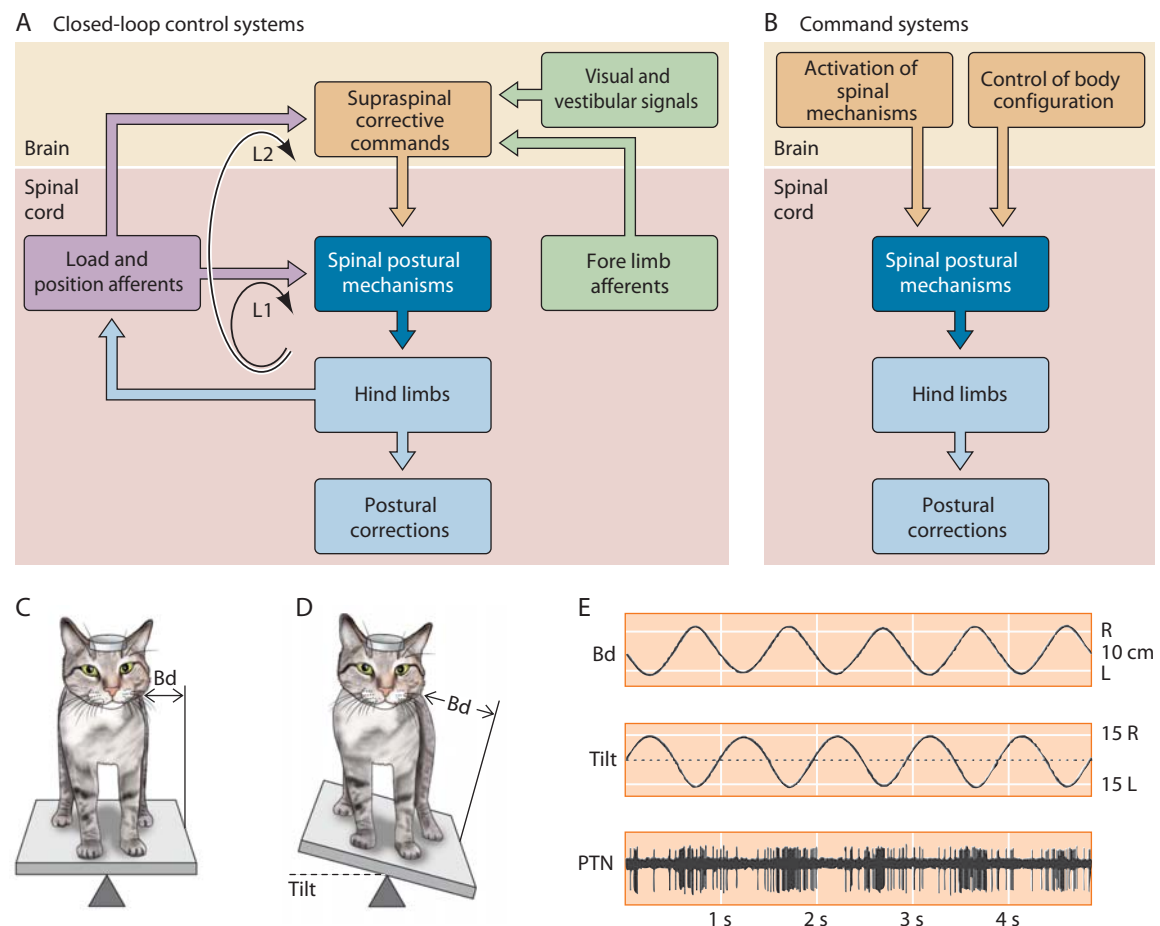 A Closed-loop control systems
Visual and
vestibular signals
Supraspinal
corrective
commands
Brain
L2
Spinal
cord
Load and
position afferents
Spinal postural
mechanisms
Fore limb
afferents
L1
Hind limbs
Postural
corrections
B Command systems
Activation of
spinal
mechanisms
Control of body
configuration
Brain
Spinal
cord
Spinal postural
mechanisms
Hind limbs
Postural
corrections
C
Bd
D
Bd
Tilt
E
Bd
R
10 cm
L
Tilt
15 R
15 L
PTN
1 s 2 s 3 s 4 s